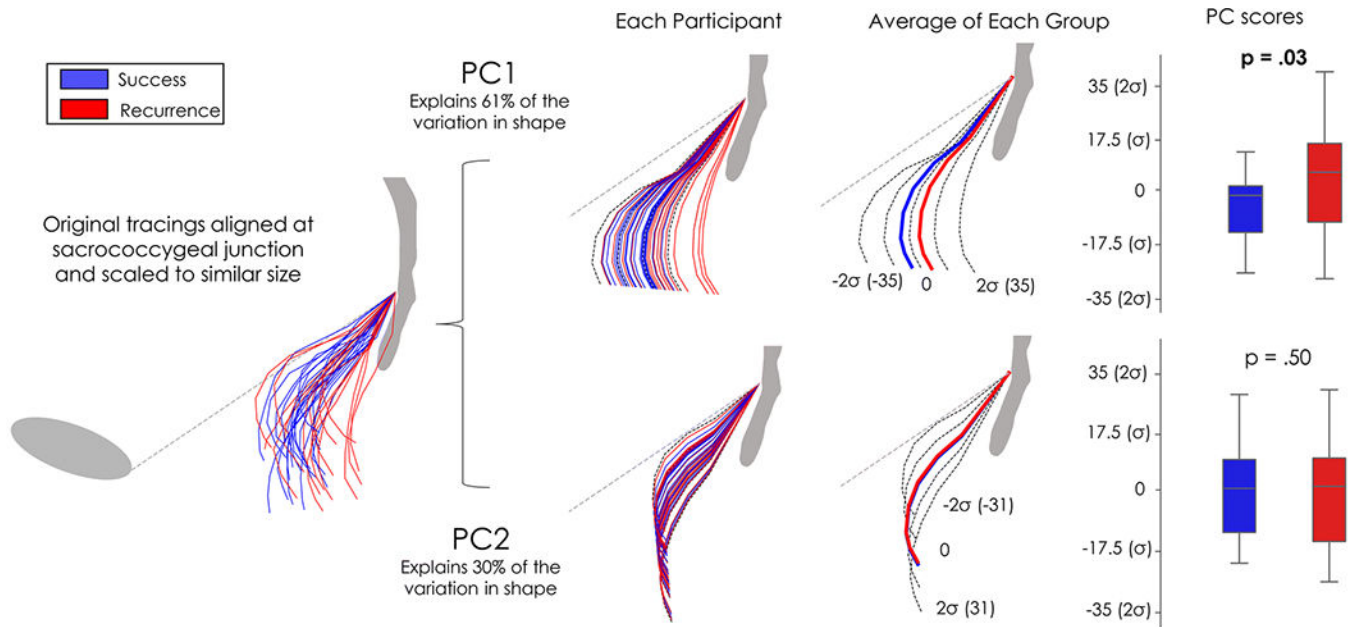 Each Participant
Average of Each Group
PC scores
Success
Recurrence
PC1
Explains 61% of the
variation in shape
p = .03
35 (2σ)
17.5 (σ)
0
-17.5 (σ)
-35 (2σ)
-2σ (-35)
0
2σ (35)
Original tracings aligned at
sacrococcygeal junction
and scaled to similar size
PC2
Explains 30% of the
variation in shape
-2σ (-31)
0
2σ (31)
p = .50
35 (2σ)
17.5 (σ)
0
-17.5 (σ)
-35 (2σ)